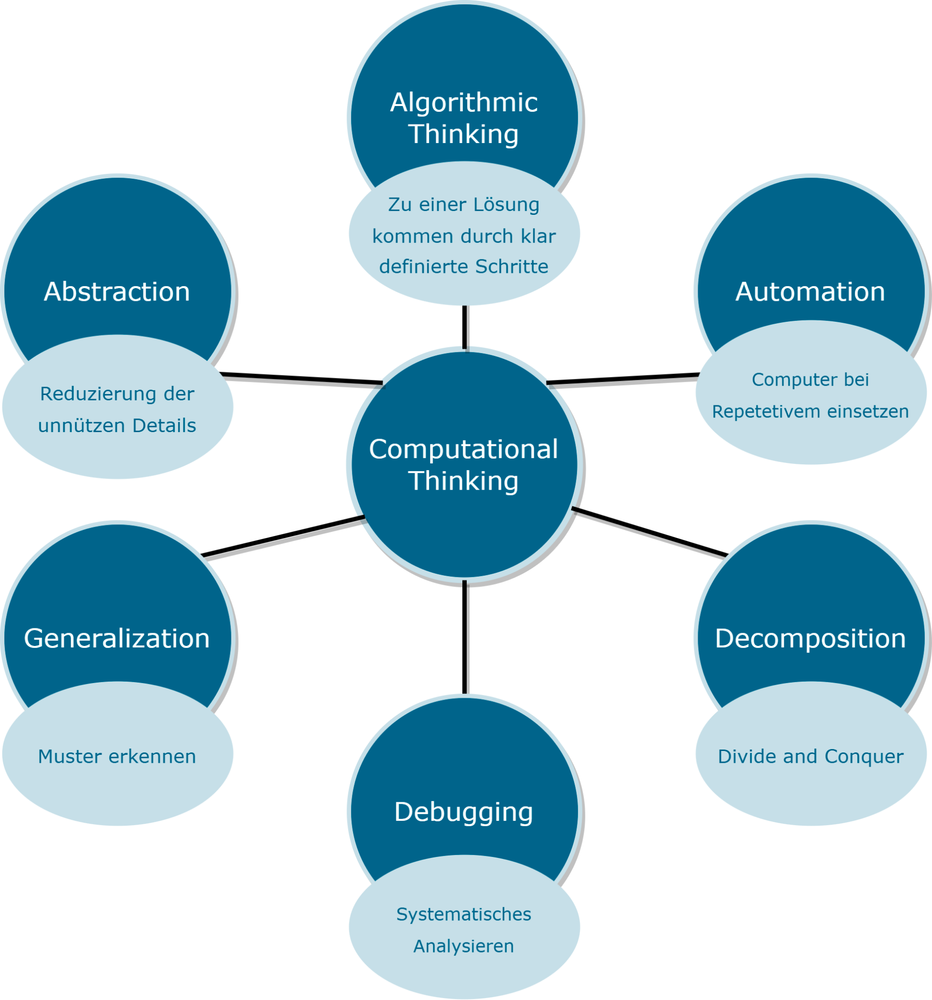 Algorithmic
Thinking
Zu einer Lösung
kommen durch klar
definierte Schritte
Abstraction
Reduzierung der
unnützen Details
Automation
Computer bei
Repetetivem einsetzen
Computational
Thinking
Generalization
Muster erkennen
Decomposition
Divide and Conquer
Debugging
Systematisches
Analysieren